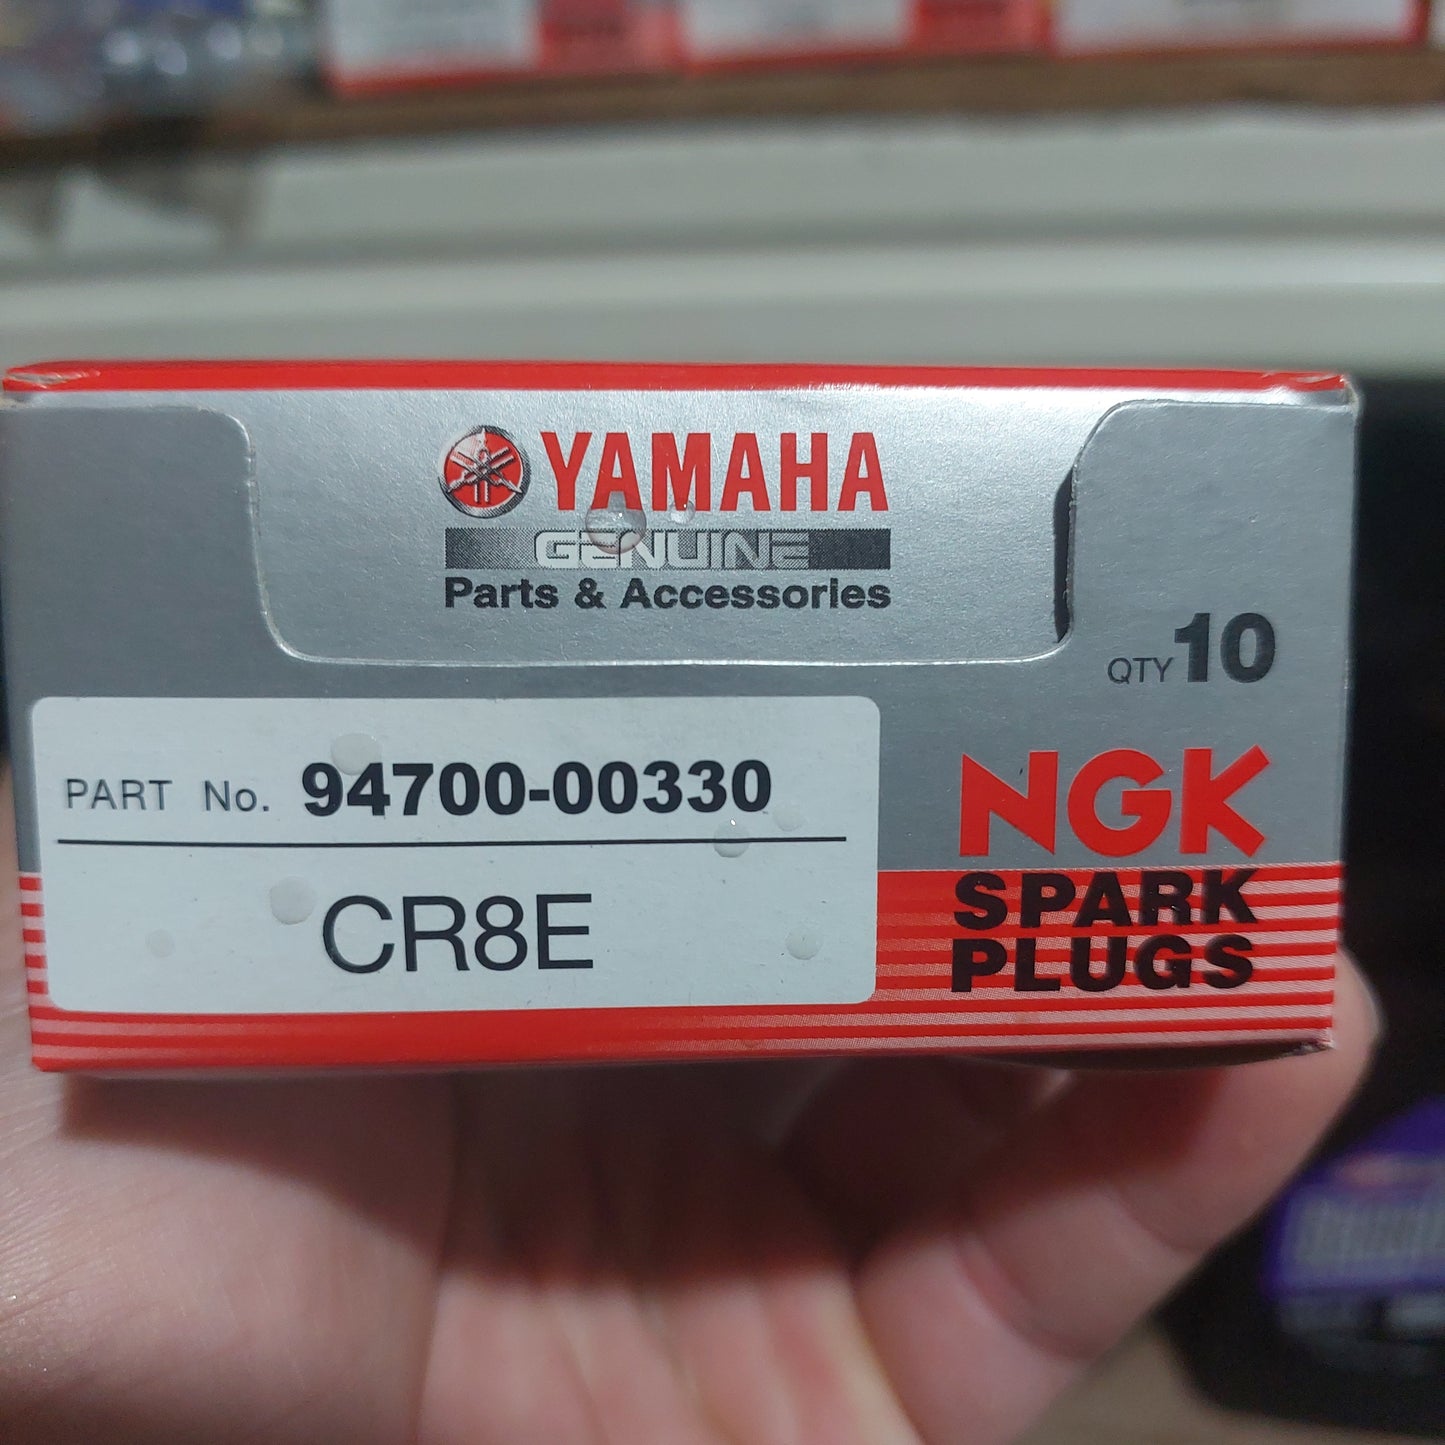 YAMAHA
GENUINE
Parts & Accessories
QTY 10
PART No. 94700-00330
CR8E
NGK
SPARK
PLUGS